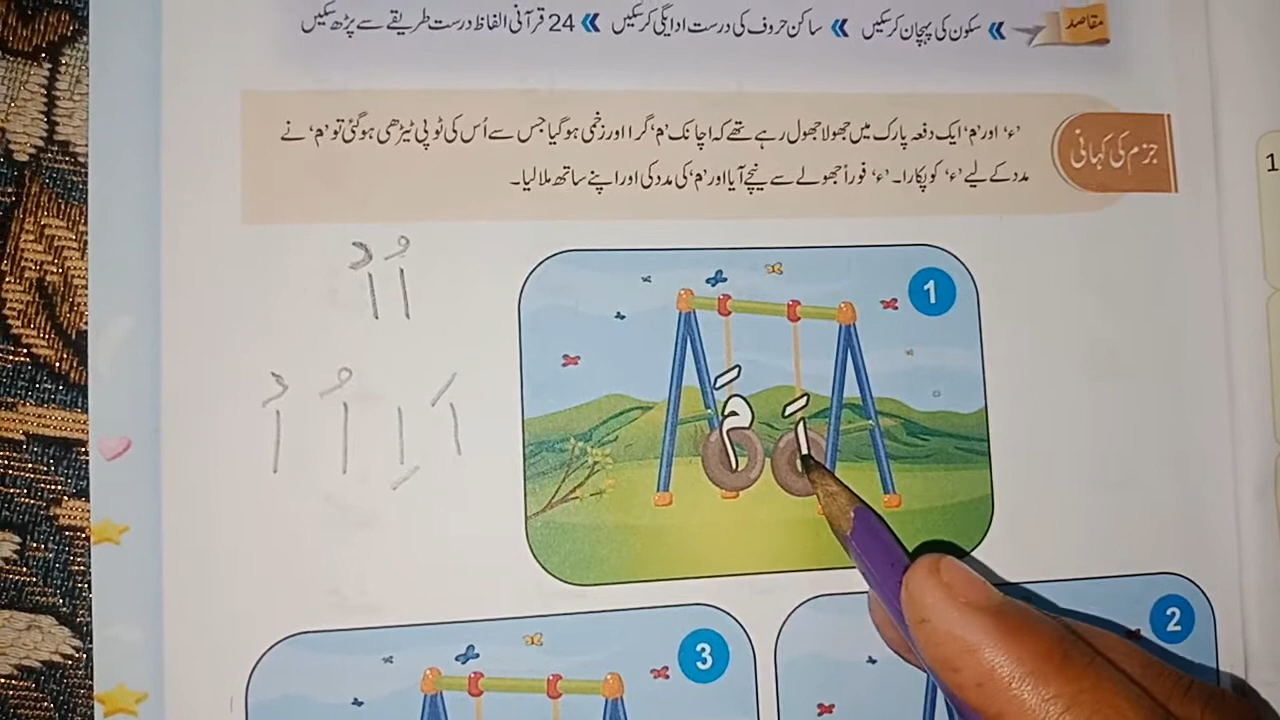 مقاصد » سکون کی پہچان کر سکیں » ساکن حروف کی درست ادائیگی کر سکیں » 24 قرآنی الفاظ درست طریقے سے پڑھ سکیں
جزم کی کہانی
’ء‘ اور ’م‘ ایک دفعہ پارک میں جھولا جھول رہے تھے کہ اچانک ’م‘ گرا اور زخمی ہو گیا جس سے اُس کی ٹوپی ٹیڑھی ہو گئی تو ’م‘ نے
مدد کے لیے ’ء‘ کو پکارا۔ ’ء‘ فوراً جھولے سے نیچے آیا اور ’م‘ کی مدد کی اور اپنے ساتھ ملا لیا۔
1
اُ اُ
اَ مَ
اَ اِ اُ اُ
2
3
1